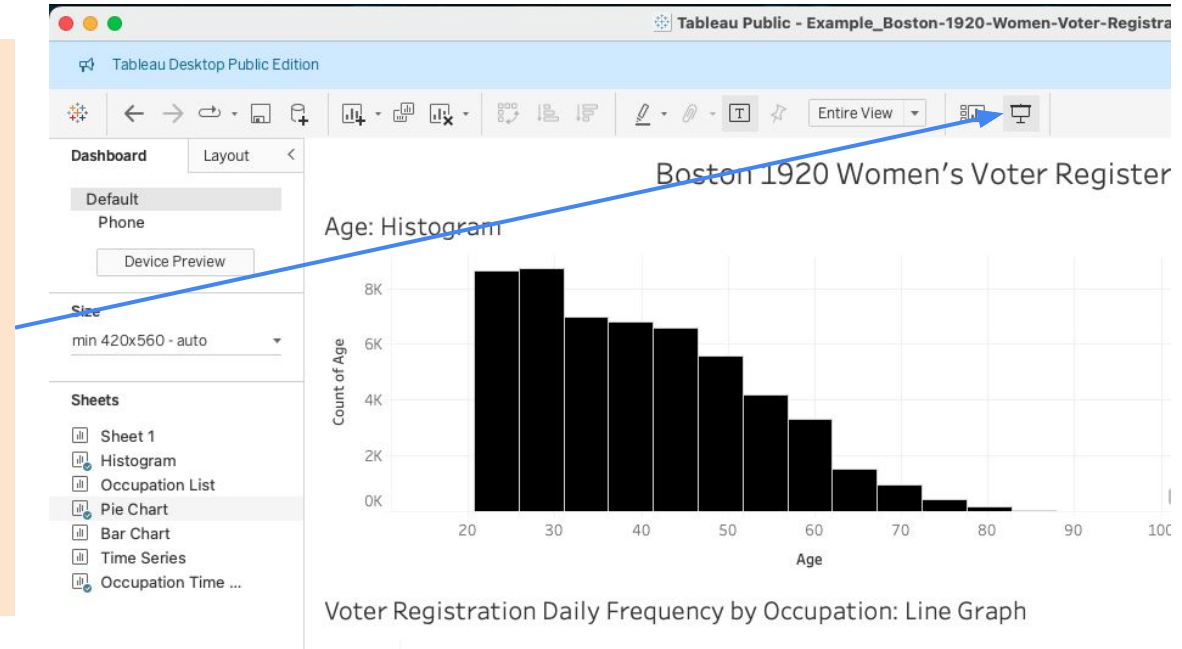 Tableau Public - Example_Boston-1920-Women-Voter-Registra
Tableau Desktop Public Edition
T
Entire View
Dashboard
Layout
Default
Phone
Device Preview
Size
min 420x560 - auto
Sheets
Sheet 1
Histogram
Occupation List
Pie Chart
Bar Chart
Time Series
Occupation Time ...
Boston 1920 Women's Voter Register
Age: Histogram
Count of Age
8K
6K
4K
2K
0K
20 30 40 50 60 70 80 90 100
Age
Voter Registration Daily Frequency by Occupation: Line Graph